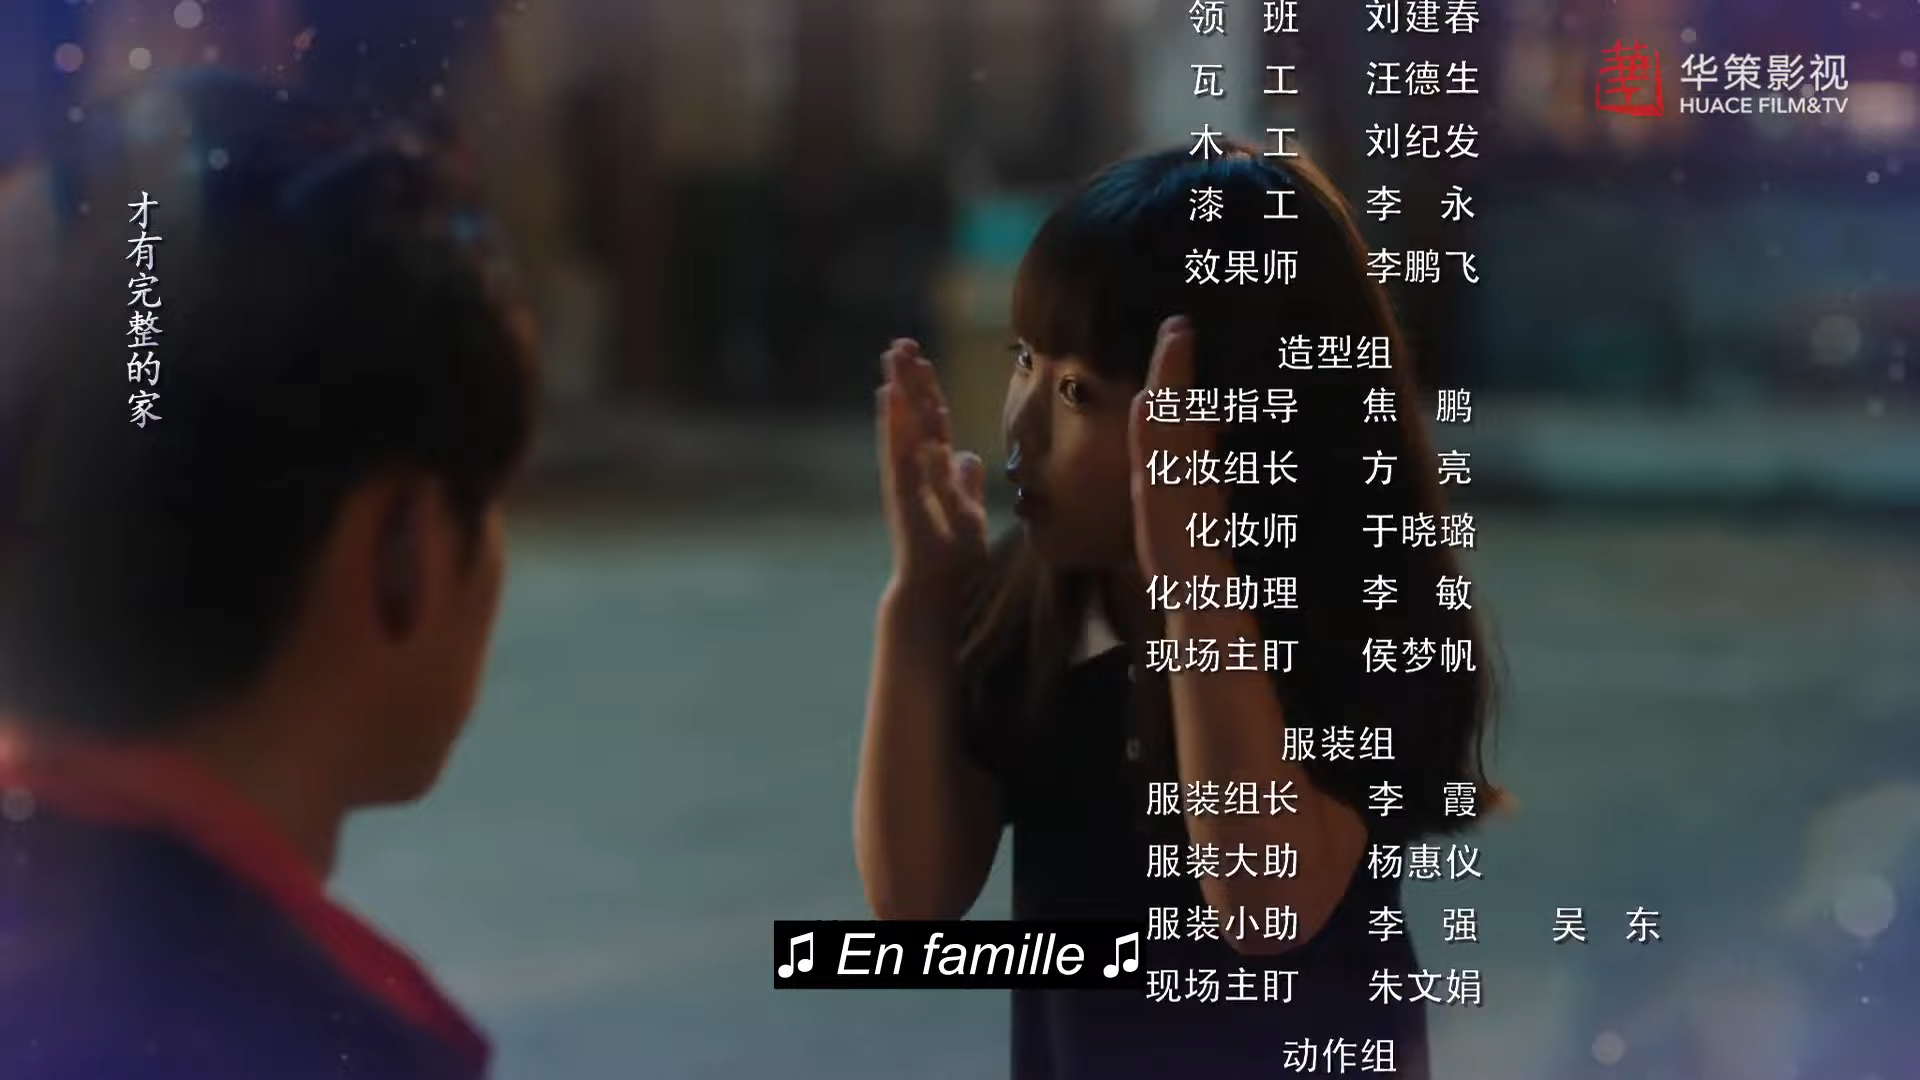 领 班 刘建春
瓦 工 汪德生
木 工 刘纪发
漆 工 李 永
效果师 李鹏飞
造型组
造型指导 焦 鹏
化妆组长 方 亮
化妆师 于晓璐
化妆助理 李 敏
现场主盯 侯梦帆
服装组
服装组长 李 霞
服装大助 杨惠仪
服装小助 李 强 吴 东
现场主盯 朱文娟
动作组
华策影视
HUACE FILM&TV
才有完整的家
♫ En famille ♫